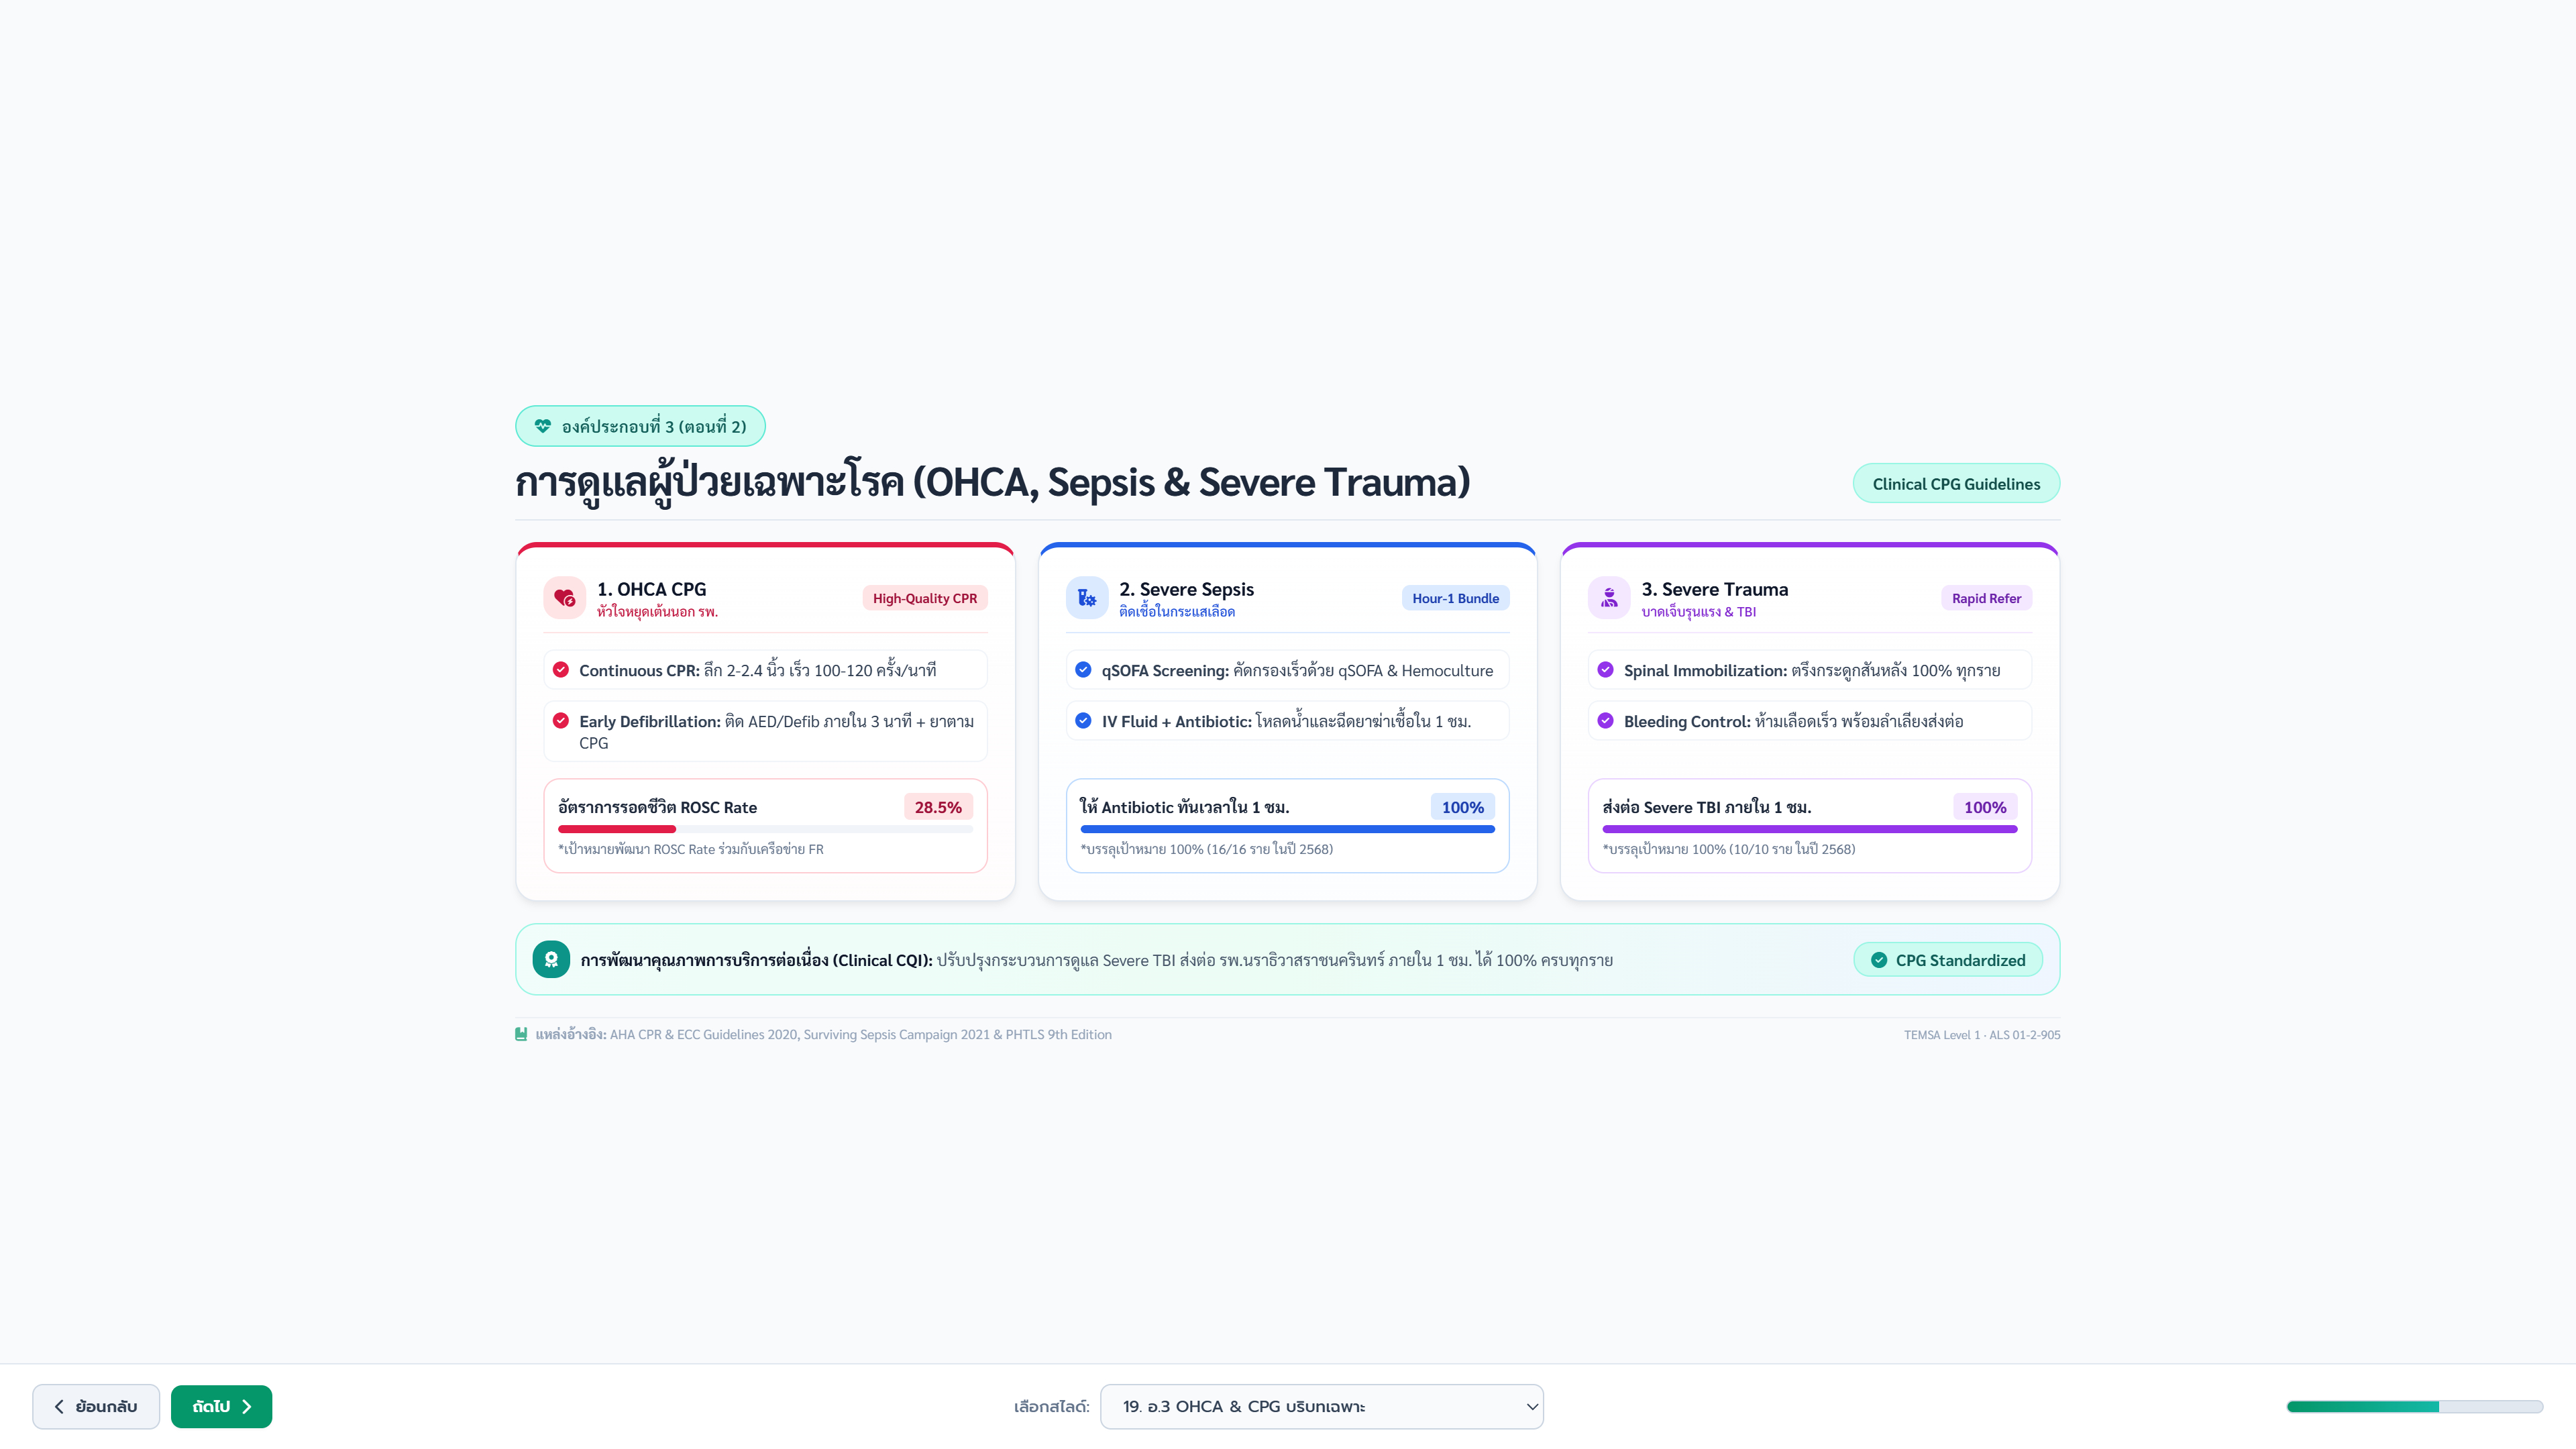 องค์ประกอบที่ 3 (ตอนที่ 2)
การดูแลผู้ป่วยเฉพาะโรค (OHCA, Sepsis & Severe Trauma)
Clinical CPG Guidelines
1. OHCA CPG
หัวใจหยุดเต้นนอก รพ.
High-Quality CPR
Continuous CPR: ลึก 2-2.4 นิ้ว เร็ว 100-120 ครั้ง/นาที
Early Defibrillation: ติด AED/Defib ภายใน 3 นาที + ยาตาม
CPG
อัตราการรอดชีวิต ROSC Rate
28.5%
*เป้าหมายพัฒนา ROSC Rate ร่วมกับเครือข่าย FR
2. Severe Sepsis
ติดเชื้อในกระแสเลือด
Hour-1 Bundle
qSOFA Screening: คัดกรองเร็วด้วย qSOFA & Hemoculture
IV Fluid + Antibiotic: โหลดน้ำและฉีดยาฆ่าเชื้อใน 1 ชม.
ให้ Antibiotic ทันเวลาใน 1 ชม.
100%
*บรรลุเป้าหมาย 100% (16/16 ราย ในปี 2568)
3. Severe Trauma
บาดเจ็บรุนแรง & TBI
Rapid Refer
Spinal Immobilization: ตรึงกระดูกสันหลัง 100% ทุกราย
Bleeding Control: ห้ามเลือดเร็ว พร้อมลำเลียงส่งต่อ
ส่งต่อ Severe TBI ภายใน 1 ชม.
100%
*บรรลุเป้าหมาย 100% (10/10 ราย ในปี 2568)
การพัฒนาคุณภาพการบริการต่อเนื่อง (Clinical CQI): ปรับปรุงกระบวนการดูแล Severe TBI ส่งต่อ รพ.นราธิวาสราชนครินทร์ ภายใน 1 ชม. ได้ 100% ครบทุกราย
CPG Standardized
แหล่งอ้างอิง: AHA CPR & ECC Guidelines 2020, Surviving Sepsis Campaign 2021 & PHTLS 9th Edition
TEMSA Level 1 · ALS 01-2-905
ย้อนกลับ
ถัดไป
เลือกสไลด์:
19. อ.3 OHCA & CPG บริบทเฉพาะ